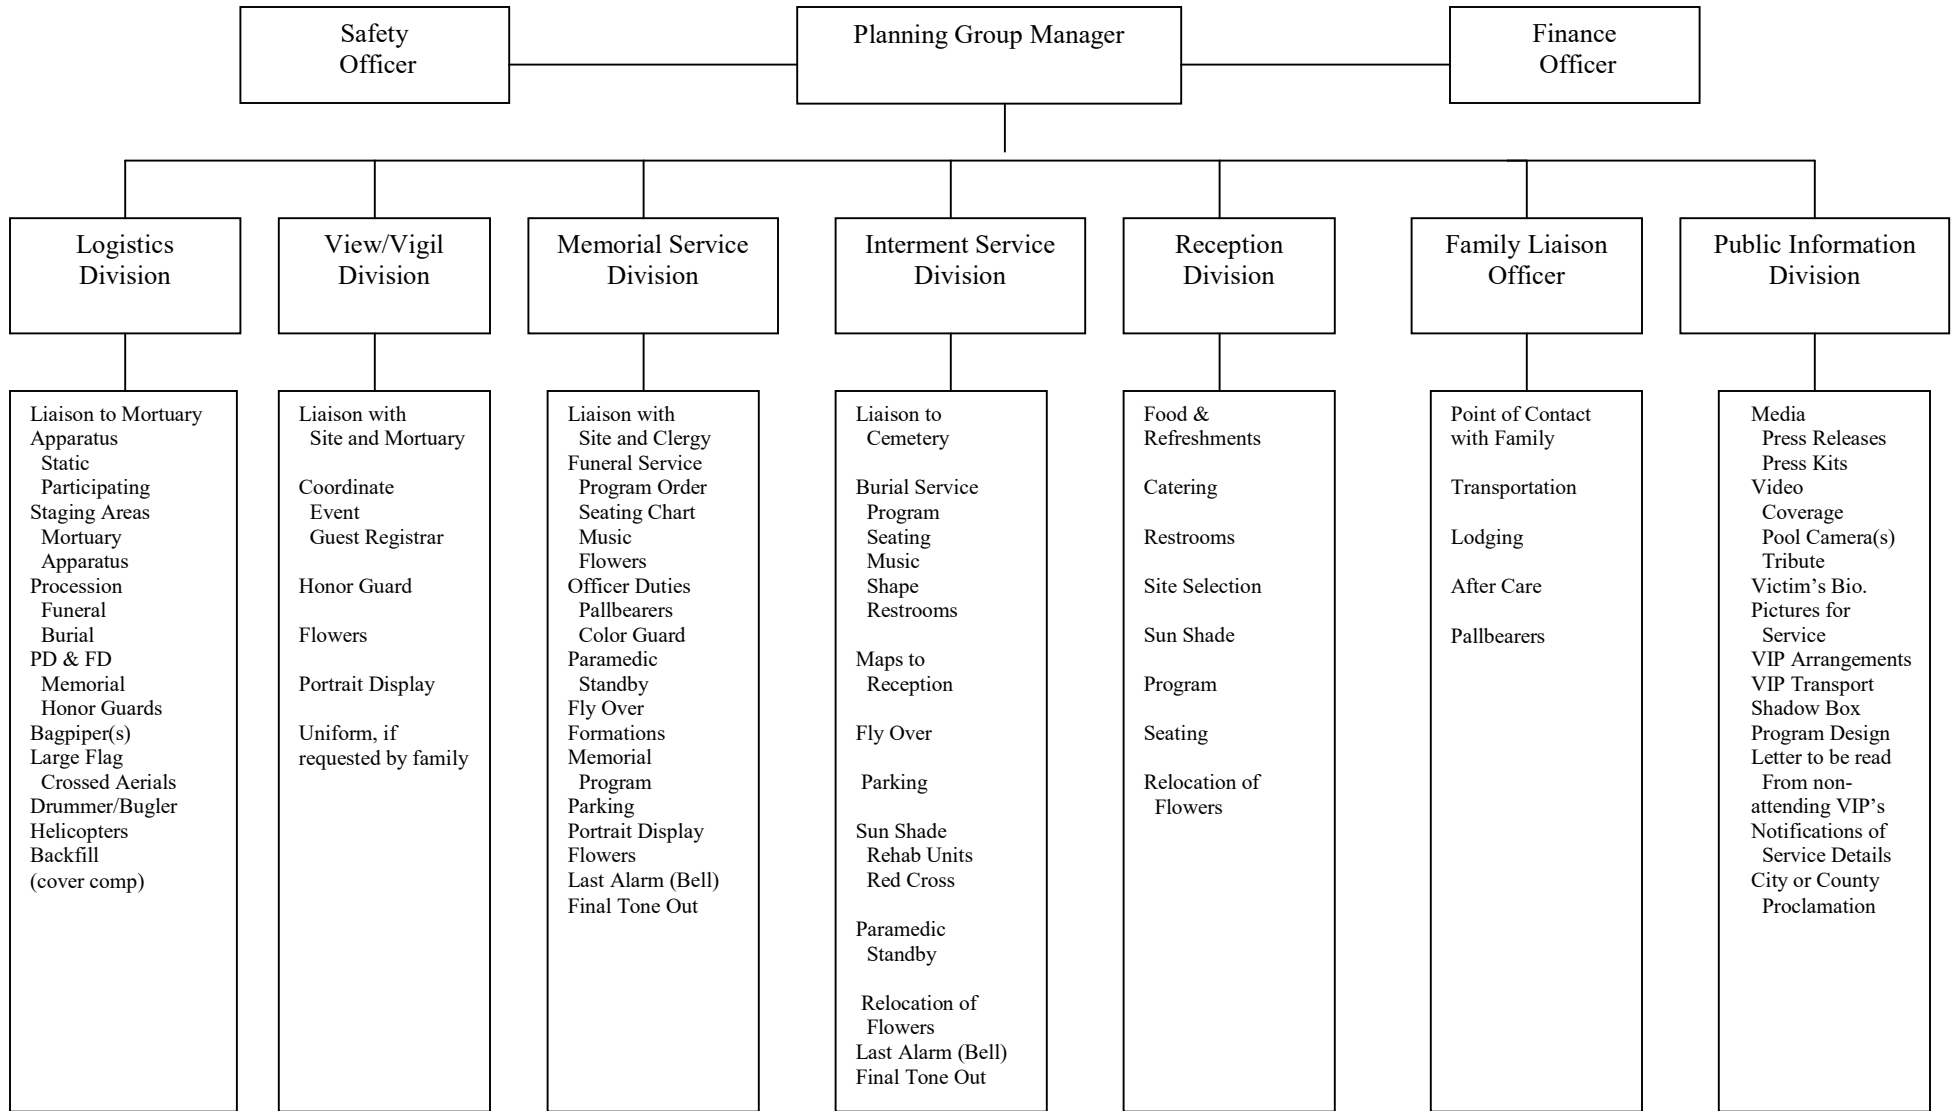 Safety
Officer
Planning Group Manager
Finance
Officer
Logistics
Division
View/Vigil
Division
Memorial Service
Division
Interment Service
Division
Reception
Division
Family Liaison
Officer
Public Information
Division
Liaison to Mortuary
Apparatus
Static
Participating
Staging Areas
Mortuary
Apparatus
Procession
Funeral
Burial
PD & FD
Memorial
Honor Guards
Bagpiper(s)
Large Flag
Crossed Aerials
Drummer/Bugler
Helicopters
Backfill
(cover comp)
Liaison with
Site and Mortuary
Coordinate
Event
Guest Registrar
Honor Guard
Flowers
Portrait Display
Uniform, if
requested by family
Liaison with
Site and Clergy
Funeral Service
Program Order
Seating Chart
Music
Flowers
Officer Duties
Pallbearers
Color Guard
Paramedic
Standby
Fly Over
Formations
Memorial
Program
Parking
Portrait Display
Flowers
Last Alarm (Bell)
Final Tone Out
Liaison to
Cemetery
Burial Service
Program
Seating
Music
Shape
Restrooms
Maps to
Reception
Fly Over
Parking
Sun Shade
Rehab Units
Red Cross
Paramedic
Standby
Relocation of
Flowers
Last Alarm (Bell)
Final Tone Out
Food &
Refreshments
Catering
Restrooms
Site Selection
Sun Shade
Program
Seating
Relocation of
Flowers
Point of Contact
with Family
Transportation
Lodging
After Care
Pallbearers
Media
Press Releases
Press Kits
Video
Coverage
Pool Camera(s)
Tribute
Victim’s Bio.
Pictures for
Service
VIP Arrangements
VIP Transport
Shadow Box
Program Design
Letter to be read
From non-
attending VIP’s
Notifications of
Service Details
City or County
Proclamation